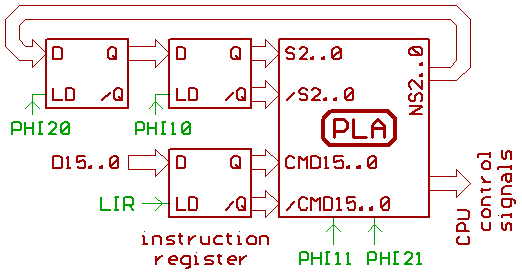 D Q
LD /Q
D Q
LD /Q
S2..0
/S2..0
NS2..0
PLA
PHI20
PHI10
D15..0
D Q
LD /Q
CMD15..0
/CMD15..0
LIR
instruction
register
PHI11
PHI21
CPU
control
signals